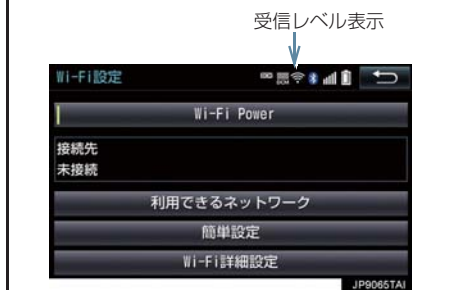 受信レベル表示
Wi-Fi設定
Wi-Fi Power
接続先
未接続
利用できるネットワーク
簡単設定
Wi-Fi詳細設定
JP9065TAI